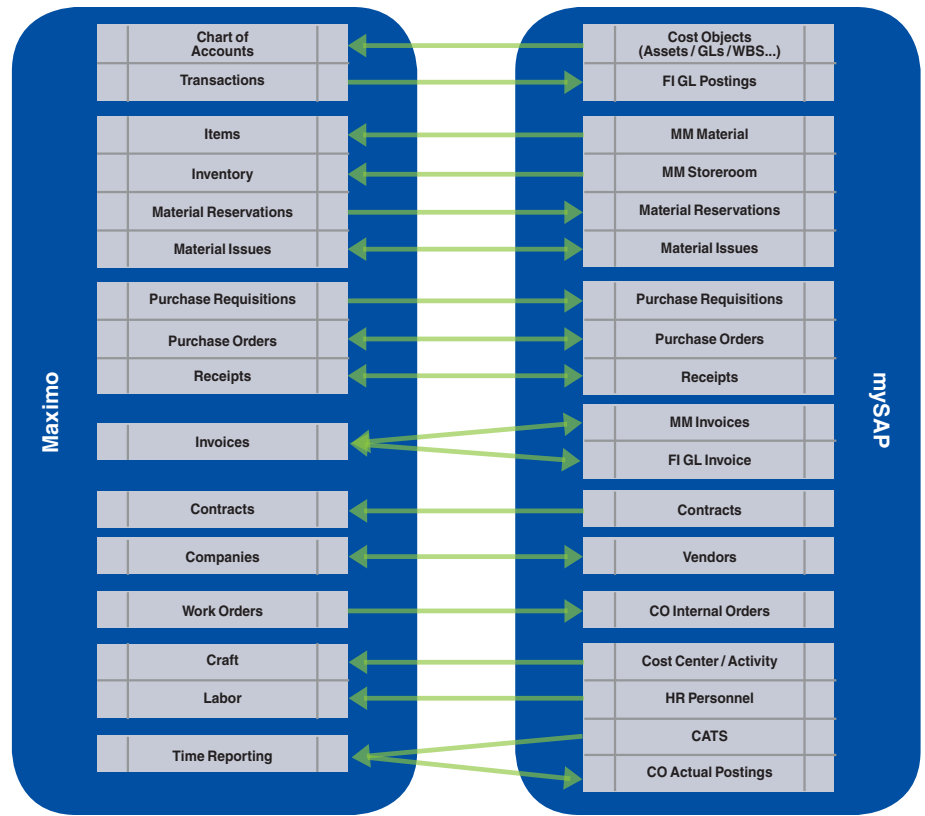 Maximo
Chart of
Accounts
Transactions
Items
Inventory
Material Reservations
Material Issues
Purchase Requisitions
Purchase Orders
Receipts
Invoices
Contracts
Companies
Work Orders
Craft
Labor
Time Reporting
Cost Objects
(Assets / GLs / WBS...)
FI GL Postings
MM Material
MM Storeroom
Material Reservations
Material Issues
Purchase Requisitions
Purchase Orders
Receipts
MM Invoices
FI GL Invoice
Contracts
Vendors
CO Internal Orders
Cost Center / Activity
HR Personnel
CATS
CO Actual Postings
mySAP